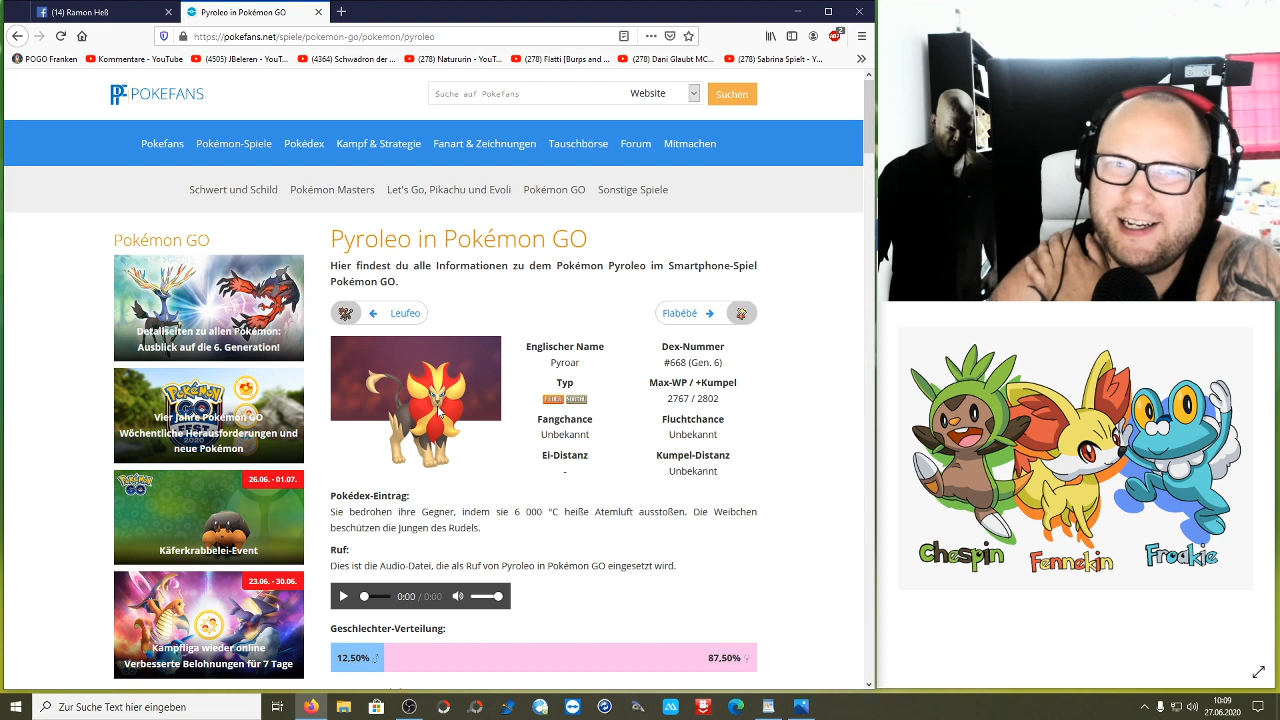 (14) Ramon Heß
Pyroleo in Pokémon GO
https://pokefans.net/spiele/pokemon-go/pokemon/pyroleo
POGO Franken
Kommentare - YouTube
(4505) JBeleren - YouT...
(4364) Schwadron der ...
(278) Natururin - YouT...
(278) Flatti [Burps and ...
(278) Dani Glaubt MC...
(278) Sabrina Spielt - Y...
POKEFANS
Suche auf Pokefans
Website
Suchen
Pokefans
Pokémon-Spiele
Pokédex
Kampf & Strategie
Fanart & Zeichnungen
Tauschbörse
Forum
Mitmachen
Schwert und Schild
Pokémon Masters
Let's Go, Pikachu und Evoli
Pokémon GO
Sonstige Spiele
Pokémon GO
Detailseiten zu allen Pokémon:
Ausblick auf die 6. Generation!
Vier Jahre Pokémon GO
Wöchentliche Herausforderungen und
neue Pokémon
26.06. - 01.07.
Käferkrabbelei-Event
23.06. - 30.06.
Kampfliga wieder online
Verbesserte Belohnungen für 7 Tage
Pyroleo in Pokémon GO
Hier findest du alle Informationen zu dem Pokémon Pyroleo im Smartphone-Spiel
Pokémon GO.
Leufeo
Flabébé
Englischer Name
Pyroar
Dex-Nummer
#668 (Gen. 6)
Typ
FEUER NORMAL
Max-WP / +Kumpel
2767 / 2802
Fangchance
Unbekannt
Fluchtchance
Unbekannt
Ei-Distanz
-
Kumpel-Distanz
Unbekannt
Pokédex-Eintrag:
Sie bedrohen ihre Gegner, indem sie 6 000 °C heiße Atemluft ausstoßen. Die Weibchen
beschützen die Jungen des Rudels.
Ruf:
Dies ist die Audio-Datei, die als Ruf von Pyroleo in Pokémon GO eingesetzt wird.
0:00 / 0:00
Geschlechter-Verteilung:
12,50% ♂
87,50% ♀
Chespin
Fennekin
Froakie
Zur Suche Text hier eingeben
10:09
27.06.2020